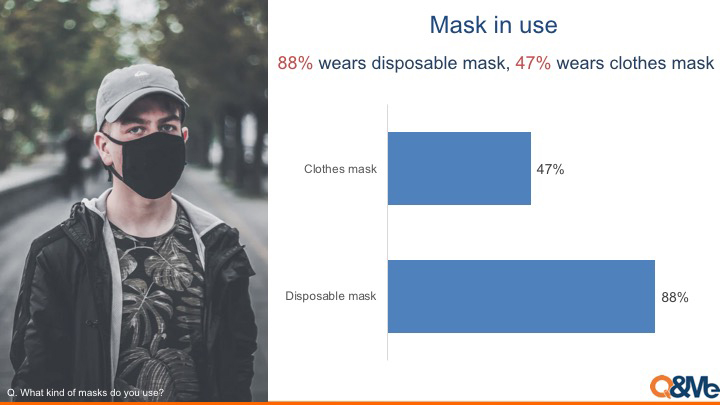 Mask in use
88% wears disposable mask, 47% wears clothes mask
Clothes mask
47%
Disposable mask
88%
Q. What kind of masks do you use?
Q&Me